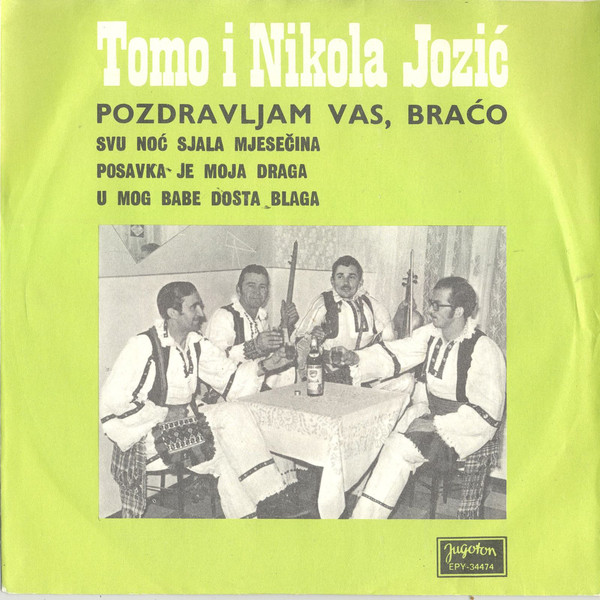 Tomo i Nikola Jozić
POZDRAVLJAM VAS, BRAĆO
SVU NOĆ SJALA MJESEČINA
POSAVKA JE MOJA DRAGA
U MOG BABE DOSTA BLAGA
Jugoton
EPY-34474